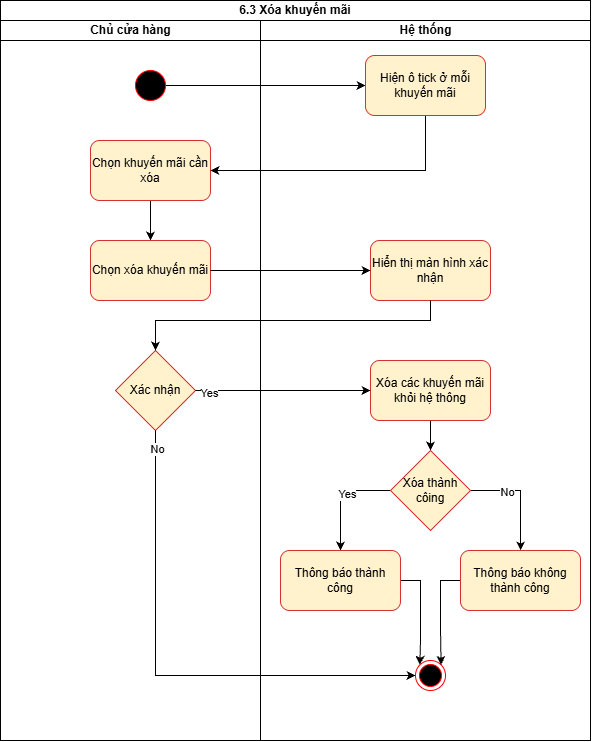 6.3 Xóa khuyến mãi
Chủ cửa hàng
Hệ thống
Hiện ô tick ở mỗi
khuyến mãi
Chọn khuyến mãi cần
xóa
Chọn xóa khuyến mãi
Hiển thị màn hình xác
nhận
Xác nhận
Yes
Xóa các khuyến mãi
khỏi hệ thông
No
Xóa thành
côing
Yes
No
Thông báo thành
công
Thông báo không
thành công